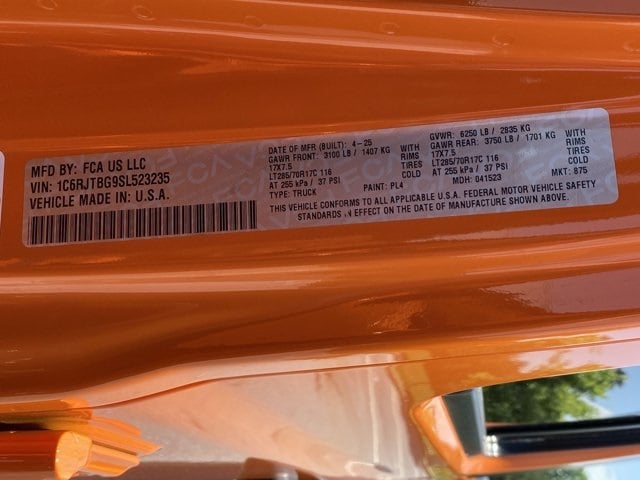 MFD BY: FCA US LLC
VIN: 1C6RJTBG9SL523235
VEHICLE MADE IN: U.S.A.
DATE OF MFR (BUILT): 4-25
GAWR FRONT: 3100 LB / 1407 KG WITH
17X7.5 RIMS
TIRES
LT285/70R17C 116 COLD
AT 255 kPa / 37 PSI
TYPE: TRUCK PAINT: PL4
GVWR: 6250 LB / 2835 KG
GAWR REAR: 3750 LB / 1701 KG WITH
17X7.5 RIMS
TIRES
LT285/70R17C 116 COLD
AT 255 kPa / 37 PSI
MDH: 041523 MKT: 875
THIS VEHICLE CONFORMS TO ALL APPLICABLE U.S.A. FEDERAL MOTOR VEHICLE SAFETY
STANDARDS IN EFFECT ON THE DATE OF MANUFACTURE SHOWN ABOVE.